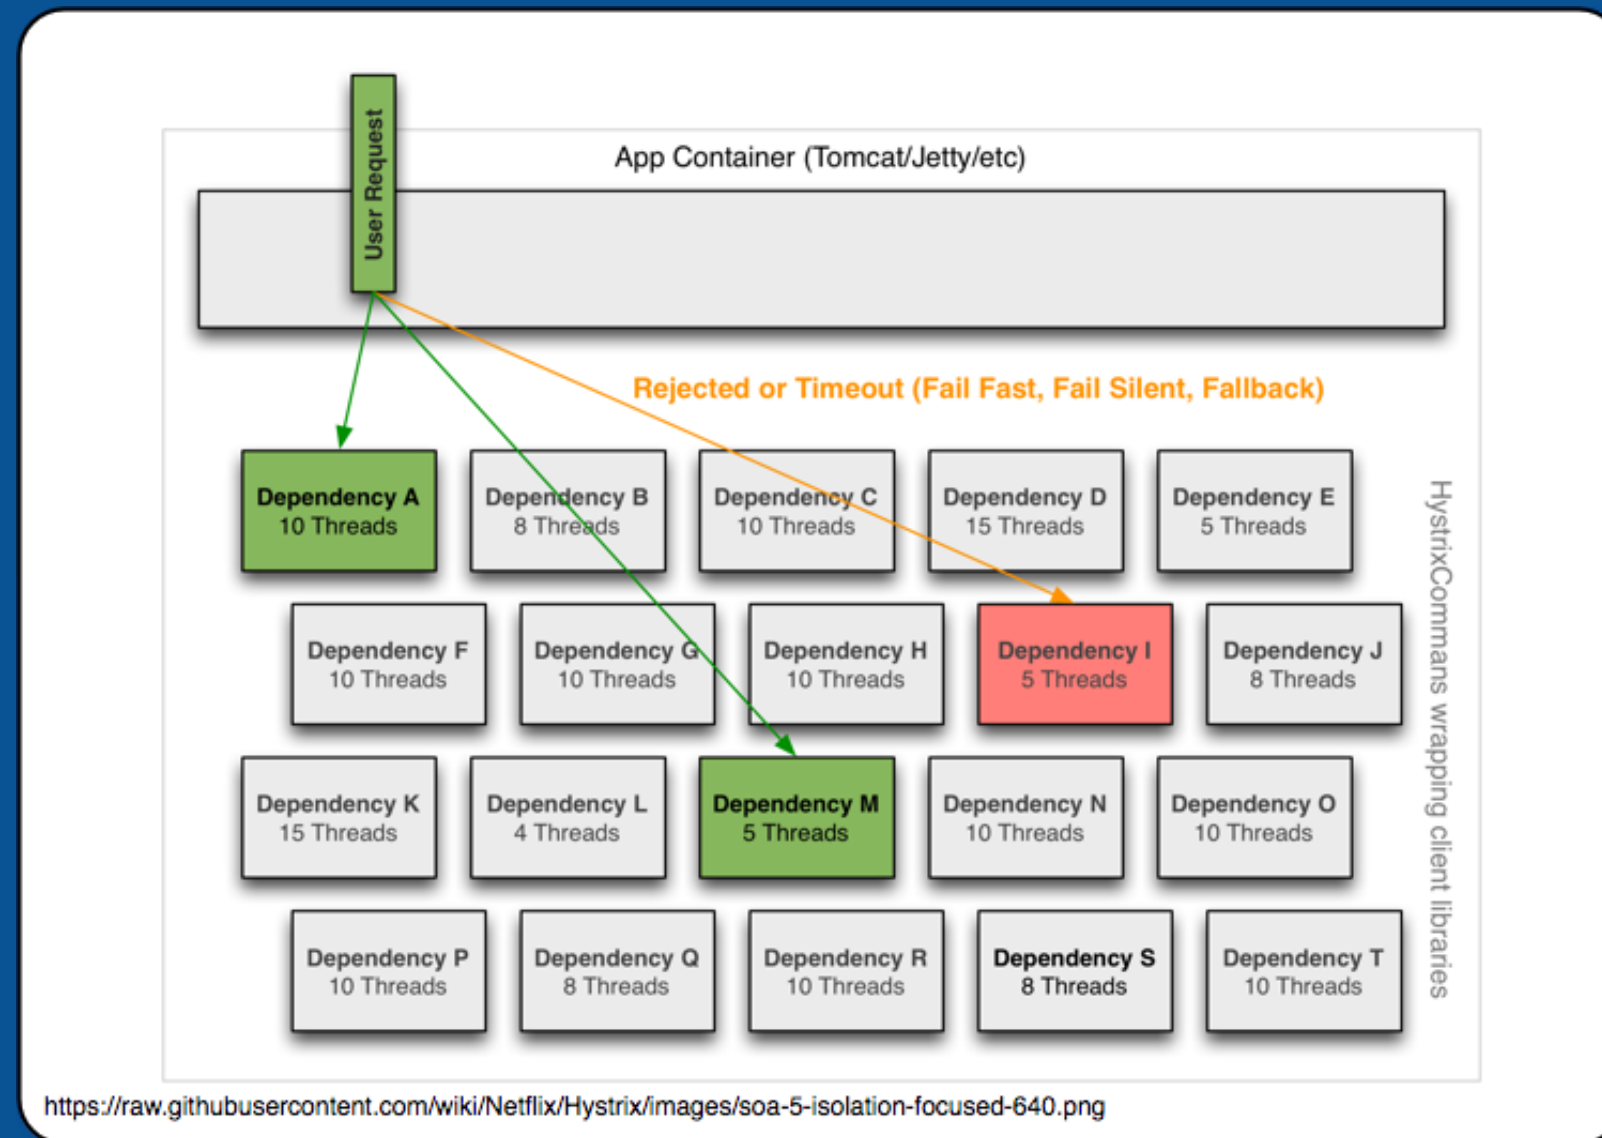 User Request
App Container (Tomcat/Jetty/etc)
Rejected or Timeout (Fail Fast, Fail Silent, Fallback)
Dependency A
10 Threads
Dependency B
8 Threads
Dependency C
10 Threads
Dependency D
15 Threads
Dependency E
5 Threads
Dependency F
10 Threads
Dependency G
10 Threads
Dependency H
10 Threads
Dependency I
5 Threads
Dependency J
8 Threads
Dependency K
15 Threads
Dependency L
4 Threads
Dependency M
5 Threads
Dependency N
10 Threads
Dependency O
10 Threads
Dependency P
10 Threads
Dependency Q
8 Threads
Dependency R
10 Threads
Dependency S
8 Threads
Dependency T
10 Threads
HystrixCommans wrapping client libraries
https://raw.githubusercontent.com/wiki/Netflix/Hystrix/images/soa-5-isolation-focused-640.png